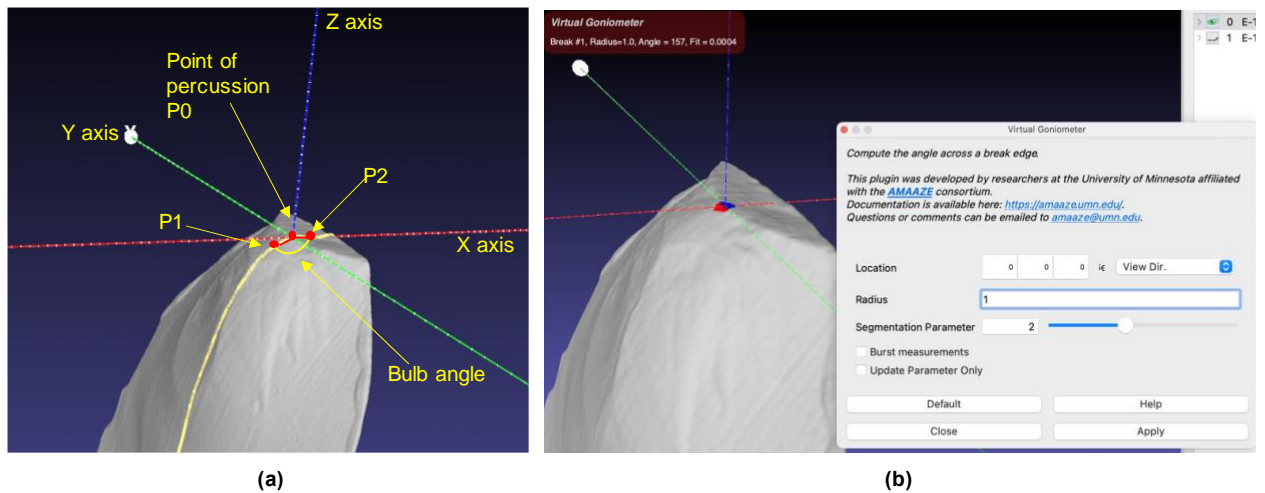 Z axis
Point of
percussion
P0
Y axis
P2
P1
X axis
Bulb angle
(a)
Virtual Goniometer
Break #1, Radius=1.0, Angle = 157, Fit = 0.0004
0 E-1
1 E-1
Virtual Goniometer
Compute the angle across a break edge.
This plugin was developed by researchers at the University of Minnesota affiliated
with the AMAAZE consortium.
Documentation is available here: https://amaaze.umn.edu/.
Questions or comments can be emailed to amaaze@umn.edu.
Location 0 0 0 View Dir.
Radius 1
Segmentation Parameter 2
Burst measurements
Update Parameter Only
Default Help
Close Apply
(b)